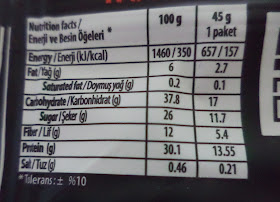 Nutrition facts/ 100 g 45 g
Enerji ve Besin Öğeleri * 1 paket
Energy/Enerji (kJ/kcal) 1460/350 657/157
Fat/Yağ (g) 6 2.7
Saturated fat/Doymuş yağ (g) 0.2 0.1
Carbohydrate/Karbonhidrat (g) 37.8 17
Sugar/Şeker (g) 26 11.7
Fiber/Lif (g) 12 5.4
Protein (g) 30.1 13.55
Salt/Tuz (g) 0.46 0.21
*Tolerans: ± %10